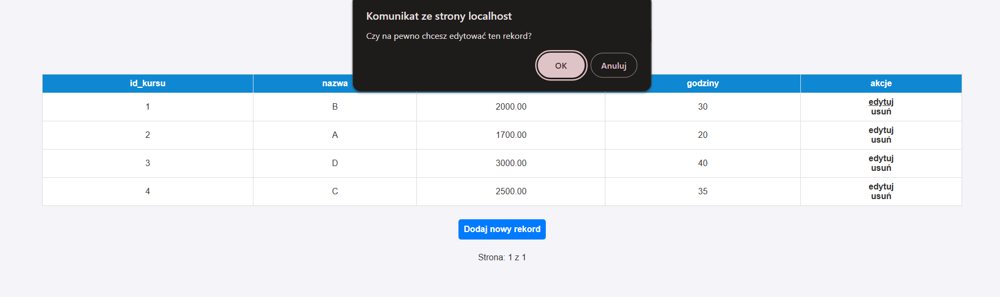 Komunikat ze strony localhost
Czy na pewno chcesz edytować ten rekord?
OK Anuluj
id_kursu nazwa godziny akcje
1 B 2000.00 30 edytuj
usuń
2 A 1700.00 20 edytuj
usuń
3 D 3000.00 40 edytuj
usuń
4 C 2500.00 35 edytuj
usuń
Dodaj nowy rekord
Strona: 1 z 1